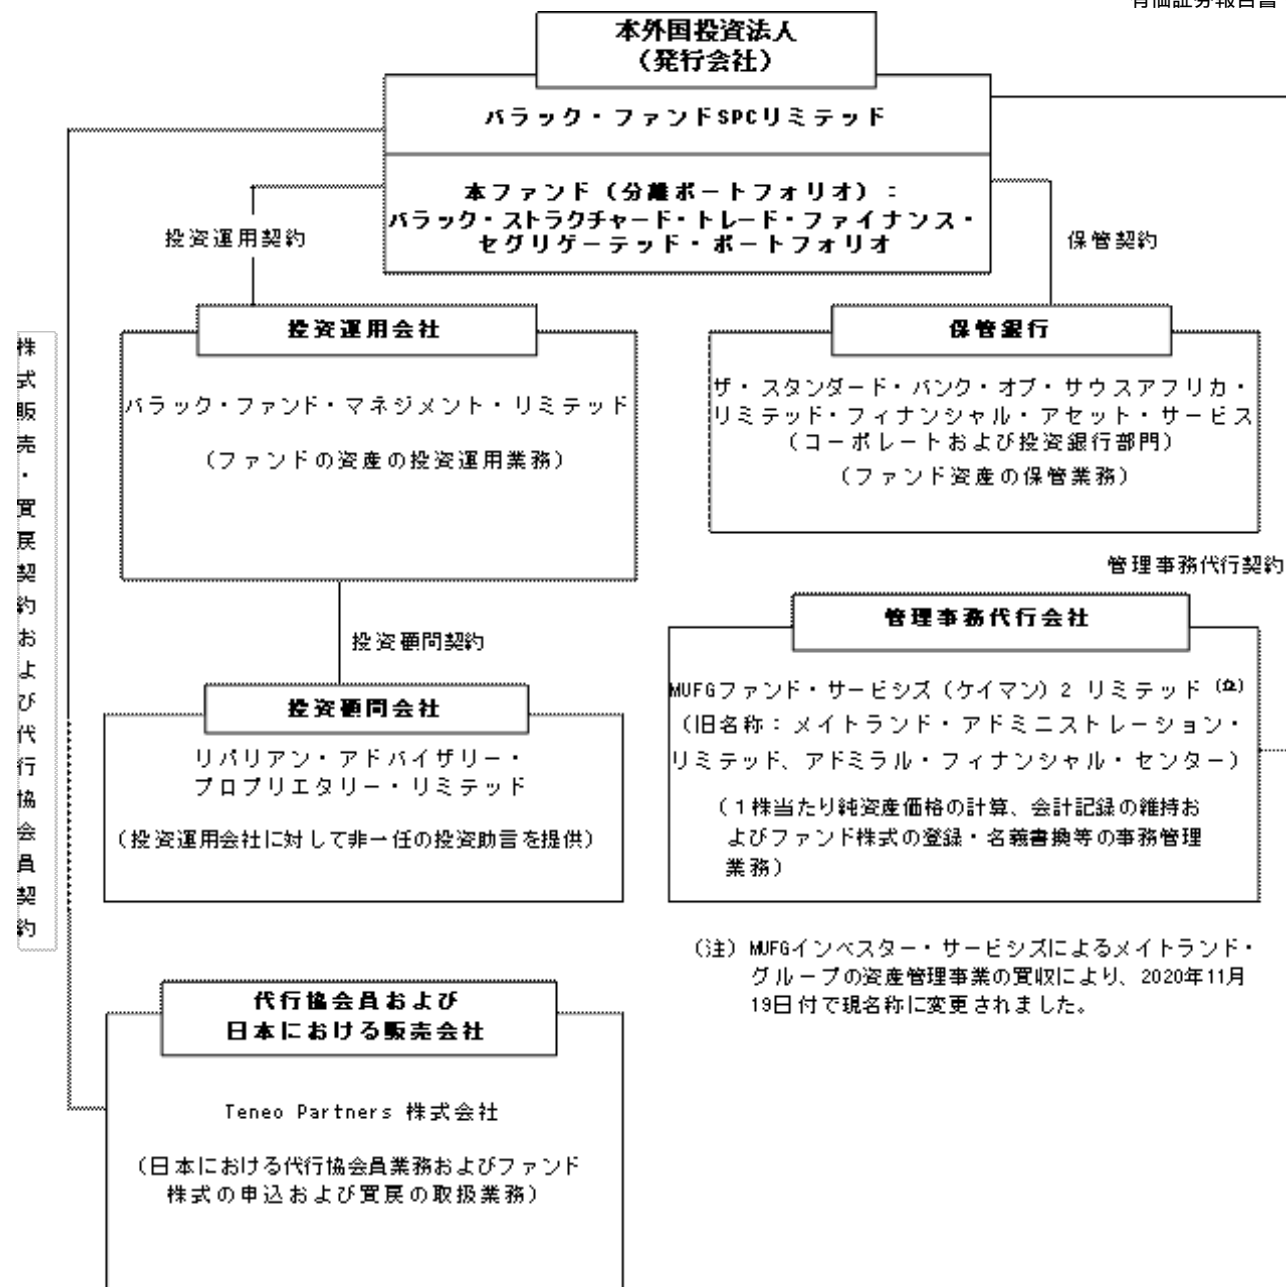 有価証券報告書
本外国投資法人
（発行会社）
バラック・ファンドSPCリミテッド
本ファンド（分離ポートフォリオ）：
バラック・ストラクチャード・トレード・ファイナンス・
セグリゲーテッド・ポートフォリオ
投資運用契約
保管契約
投資運用会社
バラック・ファンド・マネジメント・リミテッド
（ファンドの資産の投資運用業務）
保管銀行
ザ・スタンダード・バンク・オブ・サウスアフリカ・
リミテッド・フィナンシャル・アセット・サービス
（コーポレートおよび投資銀行部門）
（ファンド資産の保管業務）
株式販売・買戻契約および代行協会員契約
投資顧問契約
管理事務代行契約
投資顧問会社
リパリアン・アドバイザリー・
プロプリエタリー・リミテッド
（投資運用会社に対して非一任の投資助言を提供）
管理事務代行会社
MUFGファンド・サービシズ（ケイマン）2 リミテッド（注）
（旧名称：メイトランド・アドミニストレーション・
リミテッド、アドミラル・フィナンシャル・センター）
（１株当たり純資産価格の計算、会計記録の維持お
よびファンド株式の登録・名義書換等の事務管理
業務）
（注）MUFGインベスター・サービシズによるメイトランド・
グループの資産管理事業の買収により、2020年11月
19日付で現名称に変更されました。
代行協会員および
日本における販売会社
Teneo Partners 株式会社
（日本における代行協会員業務およびファンド
株式の申込および買戻の取扱業務）